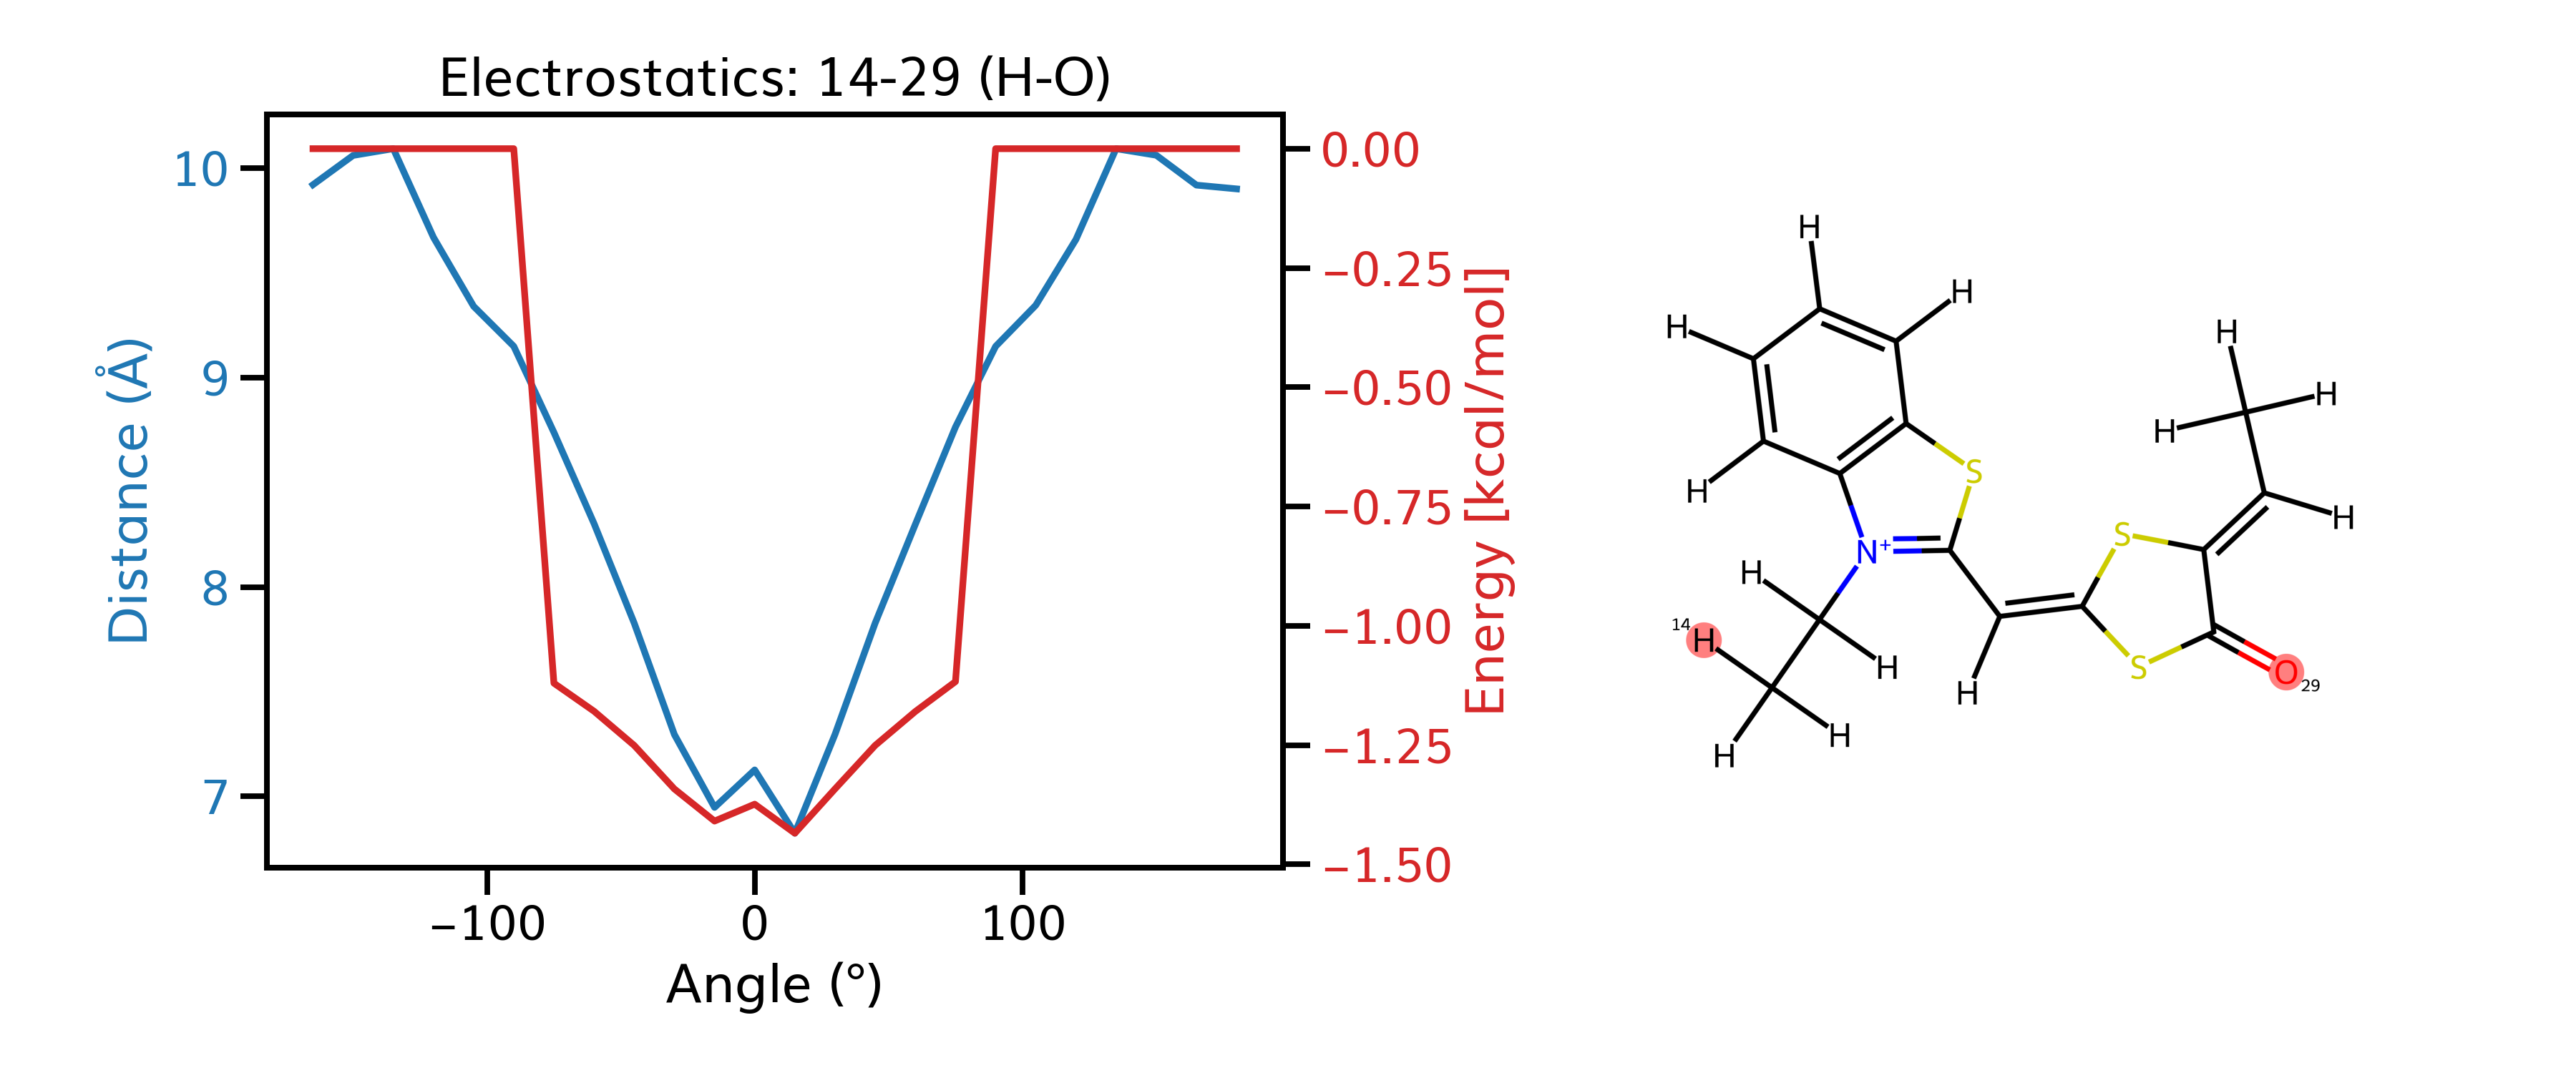 Electrostatics: 14-29 (H-O)
10
9
8
7
Distance (Å)
0.00
−0.25
−0.50
−0.75
−1.00
−1.25
−1.50
Energy [kcal/mol]
−100
0
100
Angle (°)
H
H
H
H
H
H
H
S
H
S
H
N+
H
14
H
H
S
O
29
H
H
H